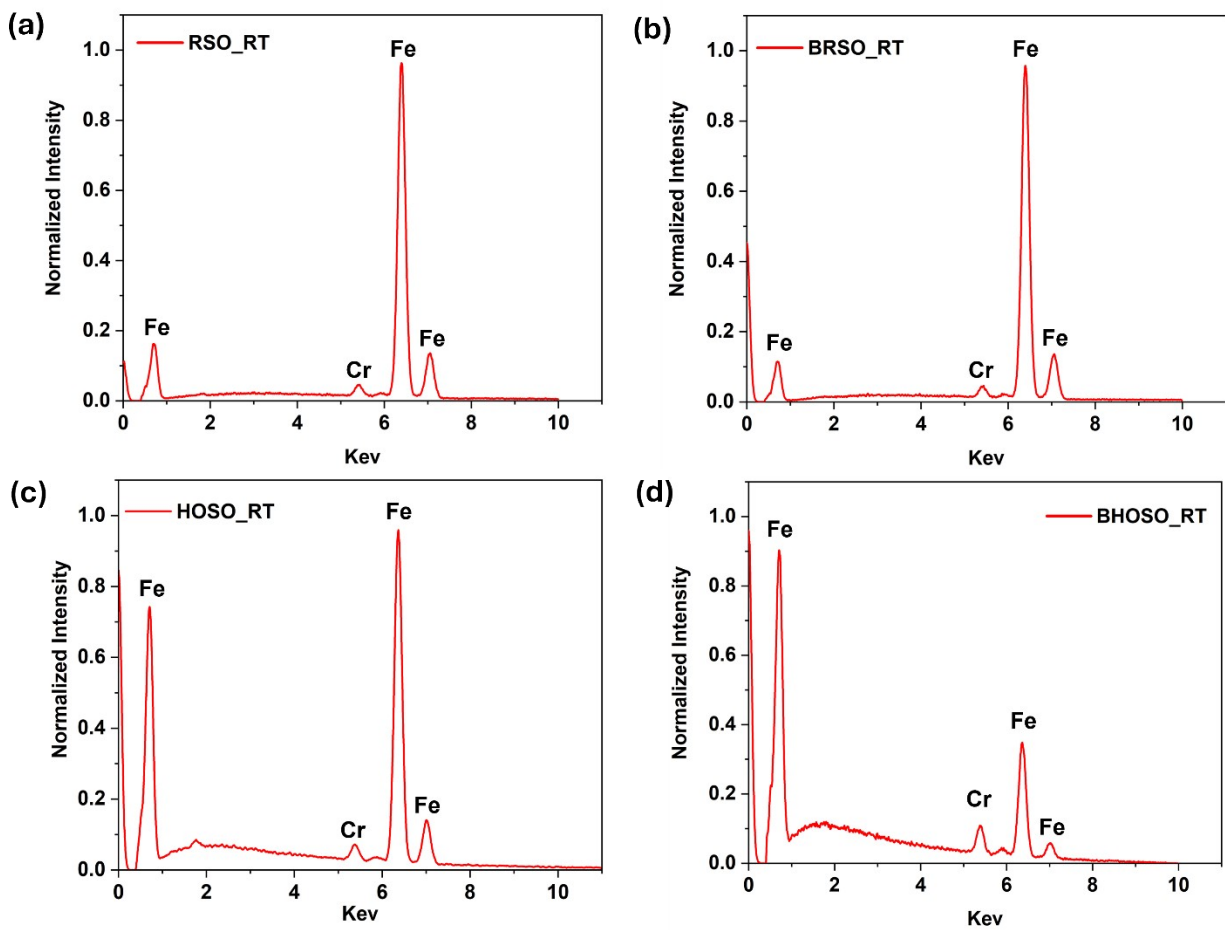 (a)
RSO_RT
Fe
Fe
Cr
Fe
Normalized Intensity
1.0
0.8
0.6
0.4
0.2
0.0
0 2 4 6 8 10
Kev
(b)
BRSO_RT
Fe
Fe
Cr
Fe
Normalized Intensity
1.0
0.8
0.6
0.4
0.2
0.0
0 2 4 6 8 10
Kev
(c)
HOSO_RT
Fe
Fe
Cr
Fe
Normalized Intensity
1.0
0.8
0.6
0.4
0.2
0.0
0 2 4 6 8 10
Kev
(d)
BHOSO_RT
Fe
Fe
Cr
Fe
Normalized Intensity
1.0
0.8
0.6
0.4
0.2
0.0
0 2 4 6 8 10
Kev